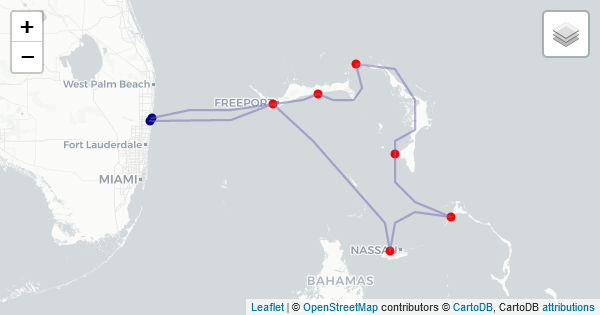 +
−
West Palm Beach
FREEPORT
Fort Lauderdale
MIAMI
NASSAU
BAHAMAS
Leaflet | © OpenStreetMap contributors © CartoDB, CartoDB attributions